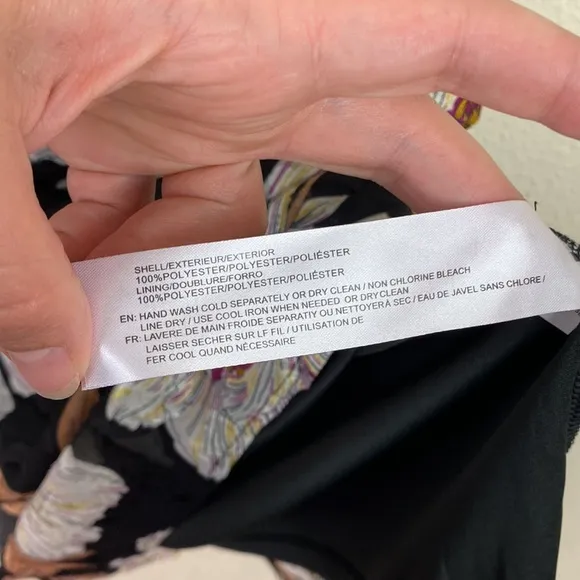 SHELL/EXTERIEUR/EXTERIOR
100%POLYESTER/POLYESTER/POLIÉSTER
LINING/DOUBLURE/FORRO
100%POLYESTER/POLYESTER/POLIÉSTER
EN: HAND WASH COLD SEPARATELY OR DRY CLEAN / NON CHLORINE BLEACH
LINE DRY / USE COOL IRON WHEN NEEDED OR DRYCLEAN
FR: LAVERE DE MAIN FROIDE SEPARATIV OU NETTOYER À SEC / EAU DE JAVEL SANS CHLORE /
LAISSER SECHER SUR LF FIL / UTILISATION DE
FER COOL QUAND NÉCESSAIRE